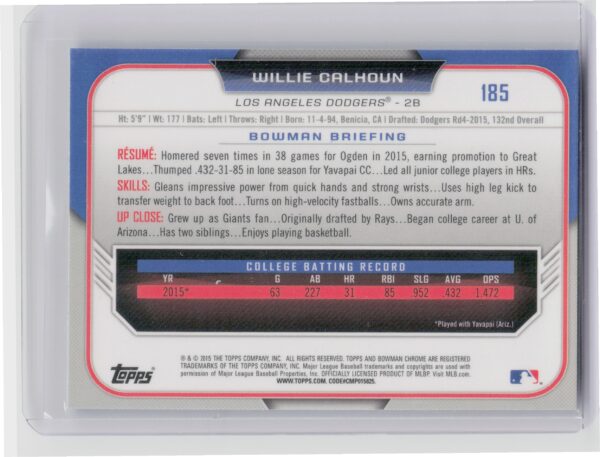 WILLIE CALHOUN
185
LOS ANGELES DODGERS® - 2B
Ht: 5'9" | Wt: 177 | Bats: Left | Throws: Right | Born: 11-4-94, Benicia, CA | Drafted: Dodgers Rd4-2015, 132nd Overall
BOWMAN BRIEFING
RÉSUMÉ: Homered seven times in 38 games for Ogden in 2015, earning promotion to Great
Lakes...Thumped .432-31-85 in lone season for Yavapai CC...Led all junior college players in HRs.
SKILLS: Gleans impressive power from quick hands and strong wrists...Uses high leg kick to
transfer weight to back foot...Turns on high-velocity fastballs...Owns accurate arm.
UP CLOSE: Grew up as Giants fan...Originally drafted by Rays...Began college career at U. of
Arizona...Has two siblings...Enjoys playing basketball.
COLLEGE BATTING RECORD
YR G AB HR RBI SLG AVG OPS
2015* 63 227 31 85 .952 .432 1.472
*Played with Yavapai (Ariz.)
® & © 2015 THE TOPPS COMPANY, INC. ALL RIGHTS RESERVED. TOPPS AND BOWMAN CHROME ARE REGISTERED
TRADEMARKS OF THE TOPPS COMPANY, INC. Major League Baseball trademarks and copyrights are used with
permission of Major League Baseball Properties, Inc. OFFICIALLY LICENSED PRODUCT OF MLBP. Visit MLB.com.
WWW.TOPPS.COM. CODE#CMP015825.
Topps